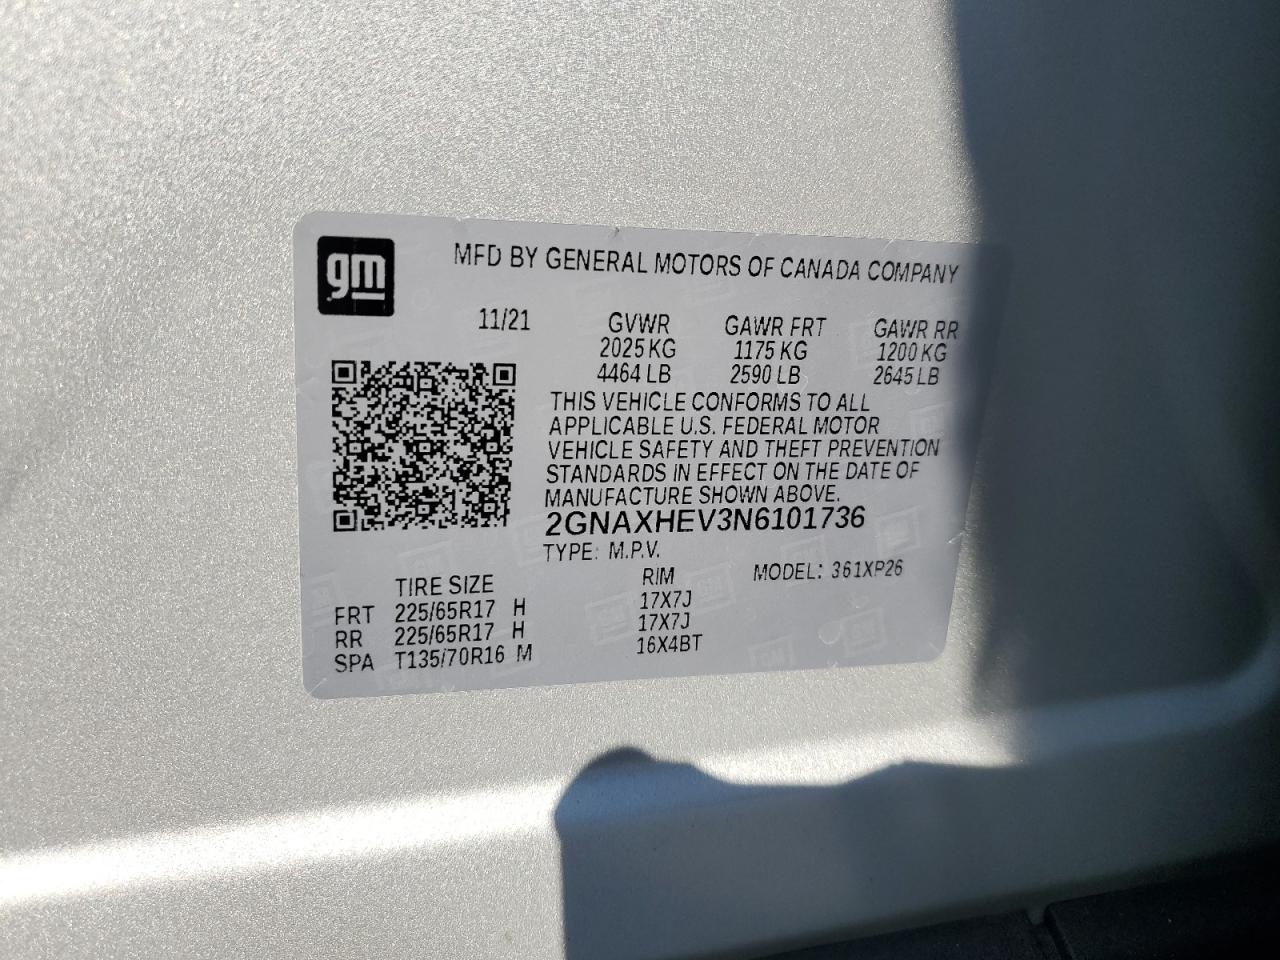 gm
MFD BY GENERAL MOTORS OF CANADA COMPANY
11/21 GVWR GAWR FRT GAWR RR
2025 KG 1175 KG 1200 KG
4464 LB 2590 LB 2645 LB
THIS VEHICLE CONFORMS TO ALL
APPLICABLE U.S. FEDERAL MOTOR
VEHICLE SAFETY AND THEFT PREVENTION
STANDARDS IN EFFECT ON THE DATE OF
MANUFACTURE SHOWN ABOVE.
2GNAXHEV3N6101736
TYPE: M.P.V.
TIRE SIZE RIM MODEL: 361XP26
FRT 225/65R17 H 17X7J
RR 225/65R17 H 17X7J
SPA T135/70R16 M 16X4BT